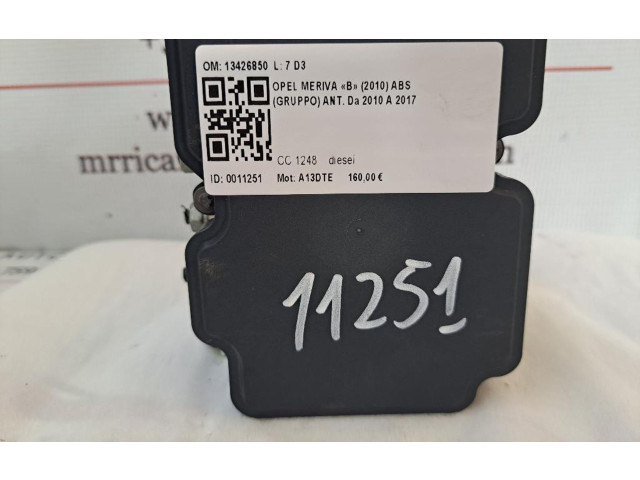 OM: 13426850 L: 7 D3
OPEL MERIVA «B» (2010) ABS
(GRUPPO) ANT. Da 2010 A 2017
CC 1248 diesel
ID: 0011251 Mot: A13DTE 160,00 €
11251